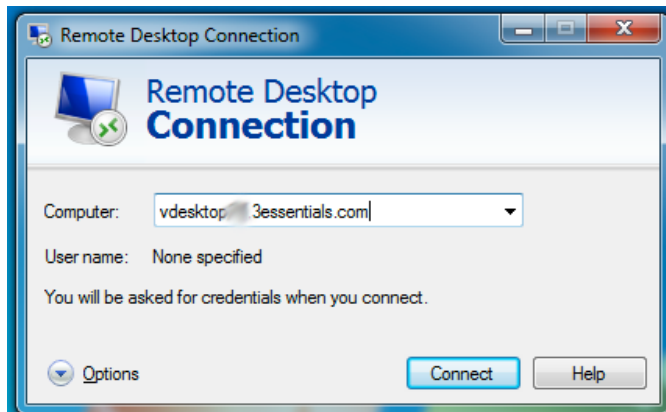 Remote Desktop Connection
Remote Desktop
Connection
Computer: vdesktop .3essentials.com
User name: None specified
You will be asked for credentials when you connect.
Options Connect Help